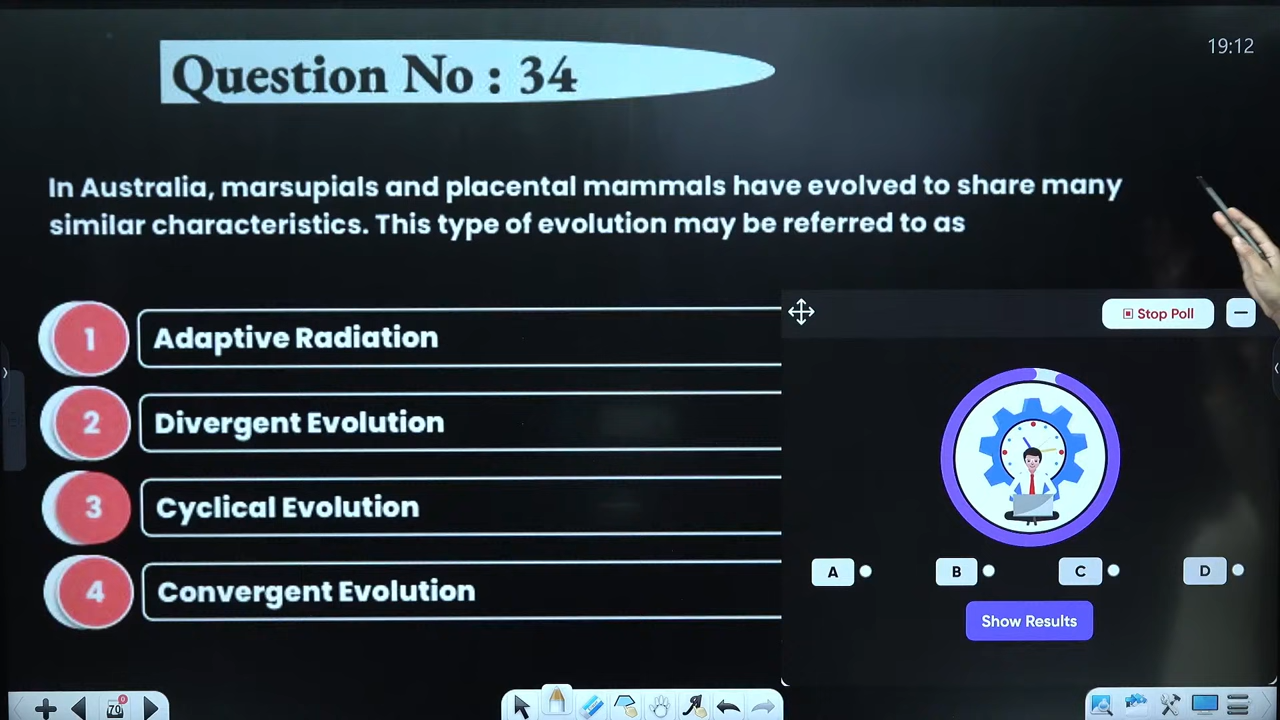 Question No : 34
19:12
In Australia, marsupials and placental mammals have evolved to share many
similar characteristics. This type of evolution may be referred to as
1 Adaptive Radiation
2 Divergent Evolution
3 Cyclical Evolution
4 Convergent Evolution
Stop Poll
A B C D
Show Results
70